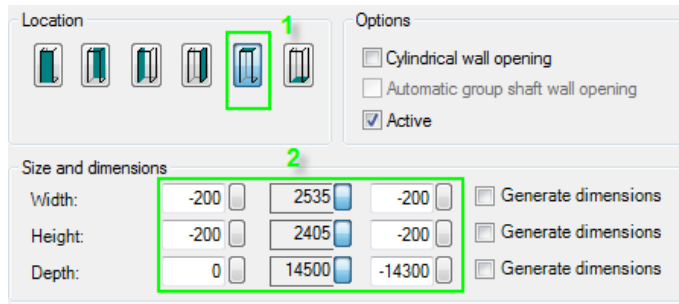 Location
1
Options
Cylindrical wall opening
Automatic group shaft wall opening
Active
Size and dimensions
2
Width: -200 2535 -200 Generate dimensions
Height: -200 2405 -200 Generate dimensions
Depth: 0 14500 -14300 Generate dimensions